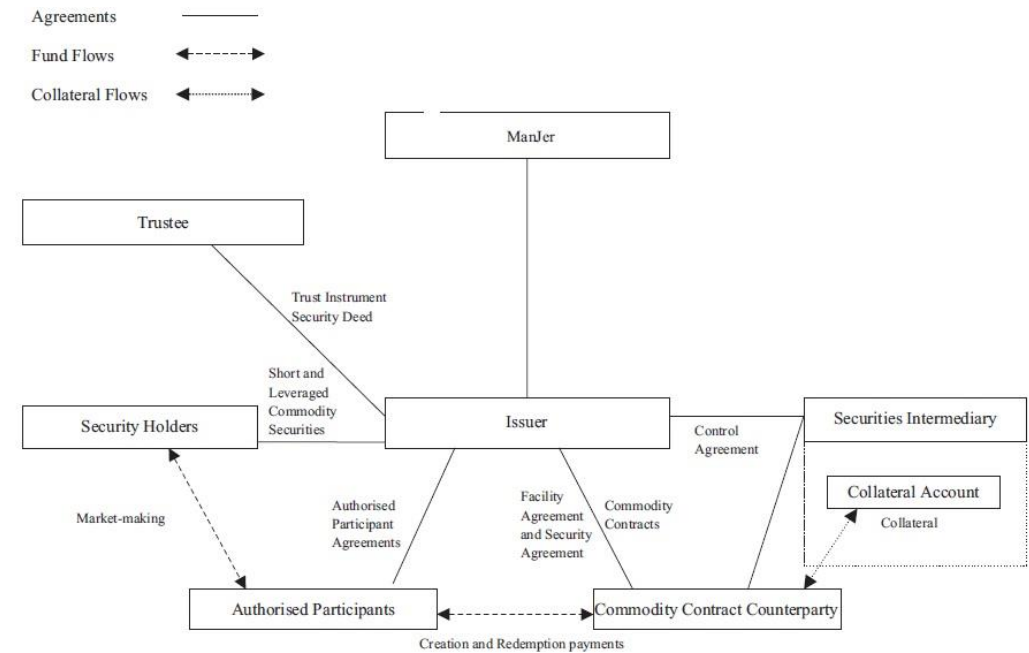 Agreements
Fund Flows
Collateral Flows
ManJer
Trustee
Trust Instrument
Security Deed
Short and
Leveraged
Commodity
Securities
Security Holders
Issuer
Securities Intermediary
Control
Agreement
Collateral Account
Collateral
Market-making
Authorised
Participant
Agreements
Facility
Agreement
and Security
Agreement
Commodity
Contracts
Authorised Participants
Commodity Contract Counterparty
Creation and Redemption payments